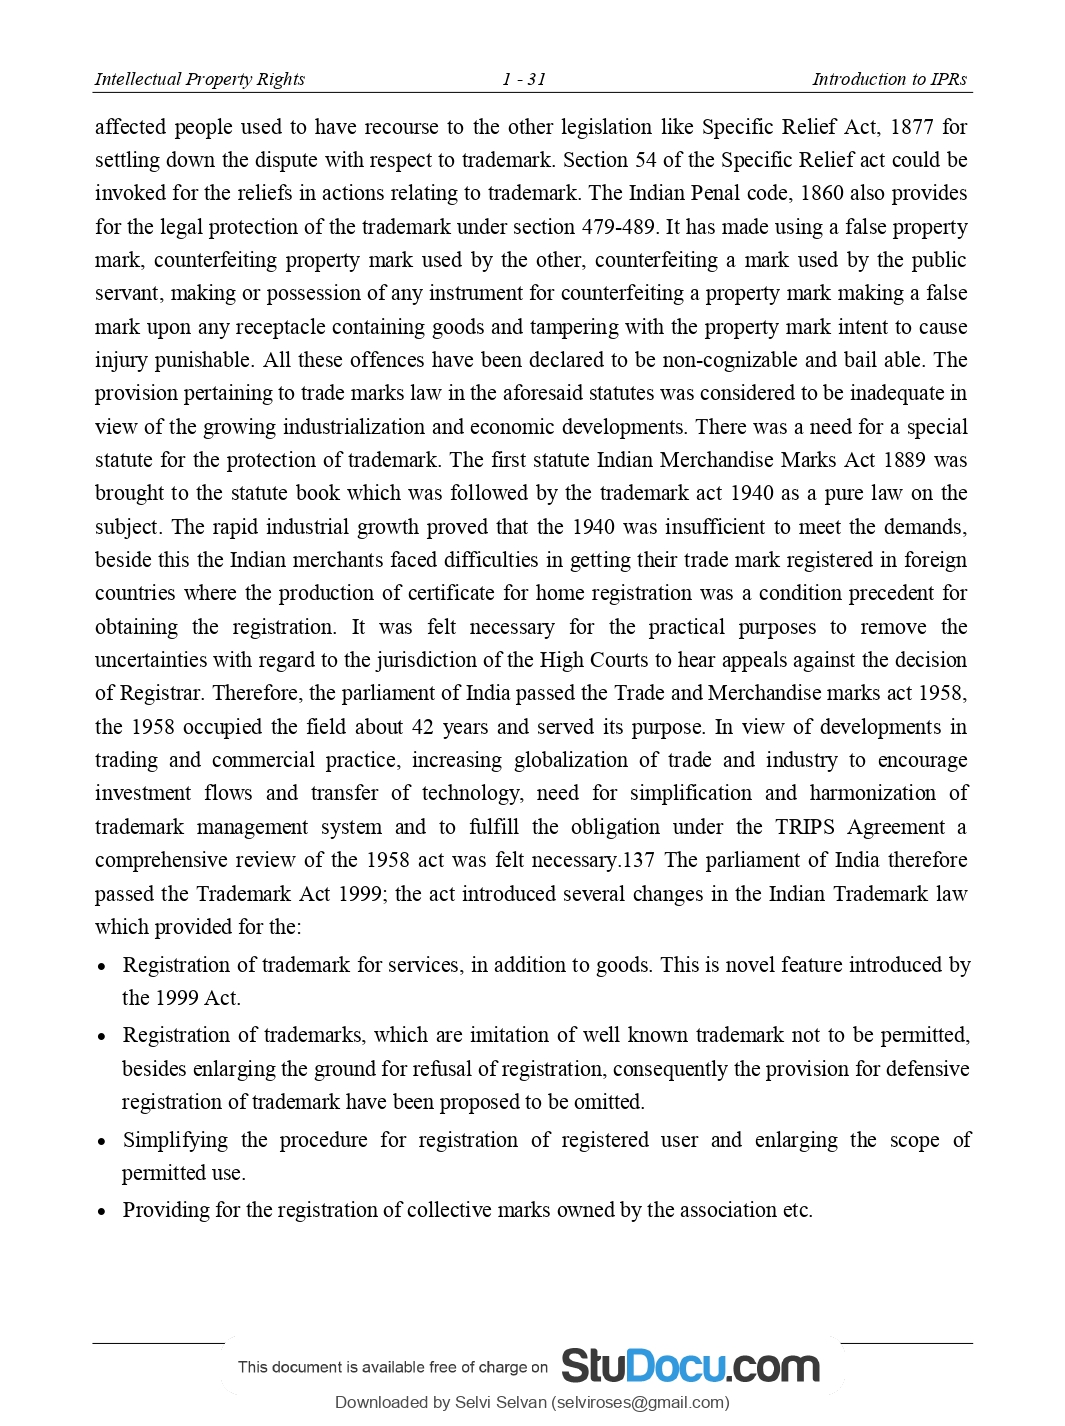 Intellectual Property Rights 1 - 31 Introduction to IPRs
affected people used to have recourse to the other legislation like Specific Relief Act, 1877 for
settling down the dispute with respect to trademark. Section 54 of the Specific Relief act could be
invoked for the reliefs in actions relating to trademark. The Indian Penal code, 1860 also provides
for the legal protection of the trademark under section 479-489. It has made using a false property
mark, counterfeiting property mark used by the other, counterfeiting a mark used by the public
servant, making or possession of any instrument for counterfeiting a property mark making a false
mark upon any receptacle containing goods and tampering with the property mark intent to cause
injury punishable. All these offences have been declared to be non-cognizable and bail able. The
provision pertaining to trade marks law in the aforesaid statutes was considered to be inadequate in
view of the growing industrialization and economic developments. There was a need for a special
statute for the protection of trademark. The first statute Indian Merchandise Marks Act 1889 was
brought to the statute book which was followed by the trademark act 1940 as a pure law on the
subject. The rapid industrial growth proved that the 1940 was insufficient to meet the demands,
beside this the Indian merchants faced difficulties in getting their trade mark registered in foreign
countries where the production of certificate for home registration was a condition precedent for
obtaining the registration. It was felt necessary for the practical purposes to remove the
uncertainties with regard to the jurisdiction of the High Courts to hear appeals against the decision
of Registrar. Therefore, the parliament of India passed the Trade and Merchandise marks act 1958,
the 1958 occupied the field about 42 years and served its purpose. In view of developments in
trading and commercial practice, increasing globalization of trade and industry to encourage
investment flows and transfer of technology, need for simplification and harmonization of
trademark management system and to fulfill the obligation under the TRIPS Agreement a
comprehensive review of the 1958 act was felt necessary.137 The parliament of India therefore
passed the Trademark Act 1999; the act introduced several changes in the Indian Trademark law
which provided for the:
• Registration of trademark for services, in addition to goods. This is novel feature introduced by
the 1999 Act.
• Registration of trademarks, which are imitation of well known trademark not to be permitted,
besides enlarging the ground for refusal of registration, consequently the provision for defensive
registration of trademark have been proposed to be omitted.
• Simplifying the procedure for registration of registered user and enlarging the scope of
permitted use.
• Providing for the registration of collective marks owned by the association etc.
This document is available free of charge on StuDocu.com
Downloaded by Selvi Selvan (selviroses@gmail.com)